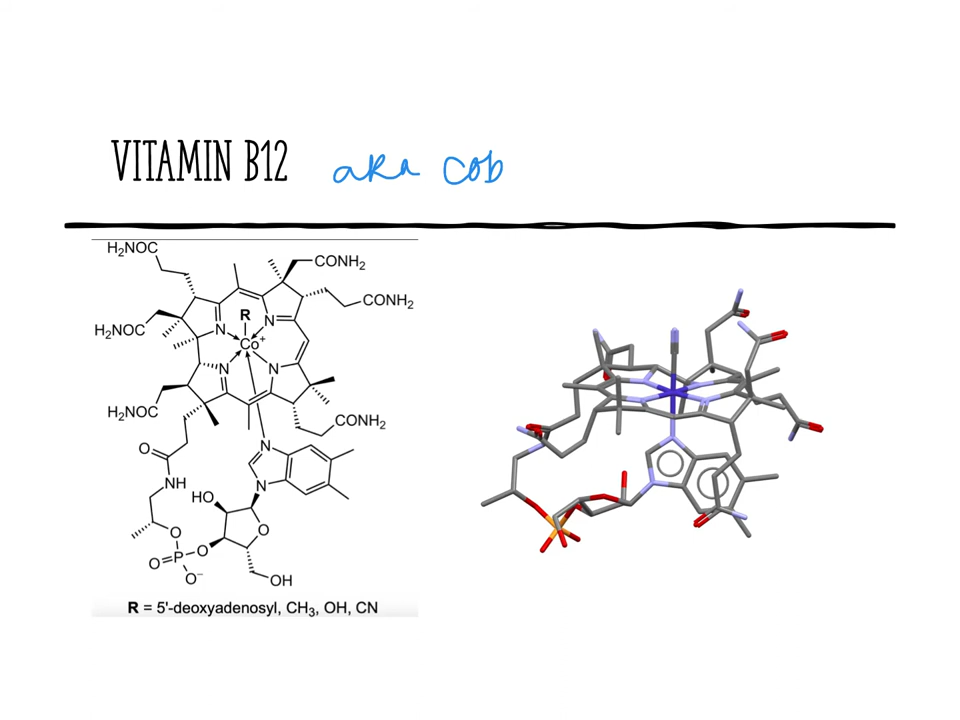 VITAMIN B12 aka cob
H₂NOC
CONH₂
CONH₂
R
N
N
H₂NOC
Co⁺
N
N
H₂NOC
CONH₂
O
N
NH
N
HO
O
O
O
P
O
O⁻
OH
R = 5'-deoxyadenosyl, CH₃, OH, CN